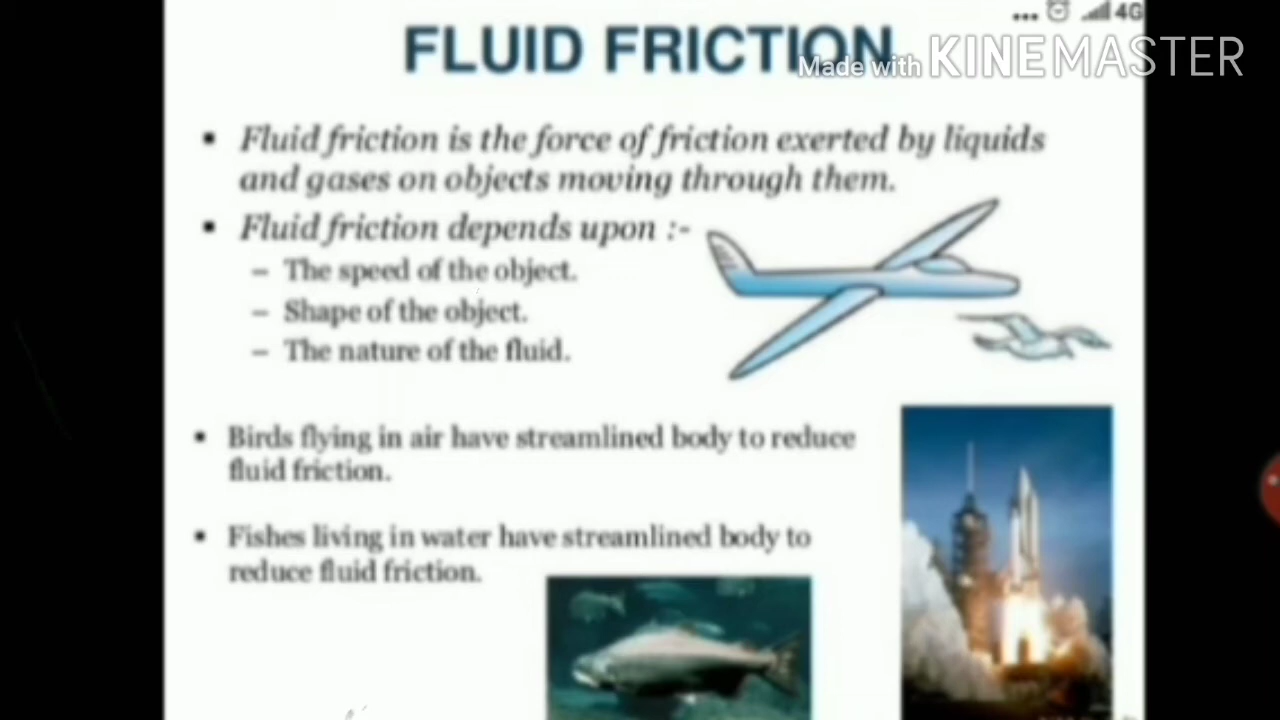 4G
FLUID FRICTION
Made with KINEMASTER
▪ Fluid friction is the force of friction exerted by liquids
and gases on objects moving through them.
▪ Fluid friction depends upon :-
– The speed of the object.
– Shape of the object.
– The nature of the fluid.
▪ Birds flying in air have streamlined body to reduce
fluid friction.
▪ Fishes living in water have streamlined body to
reduce fluid friction.